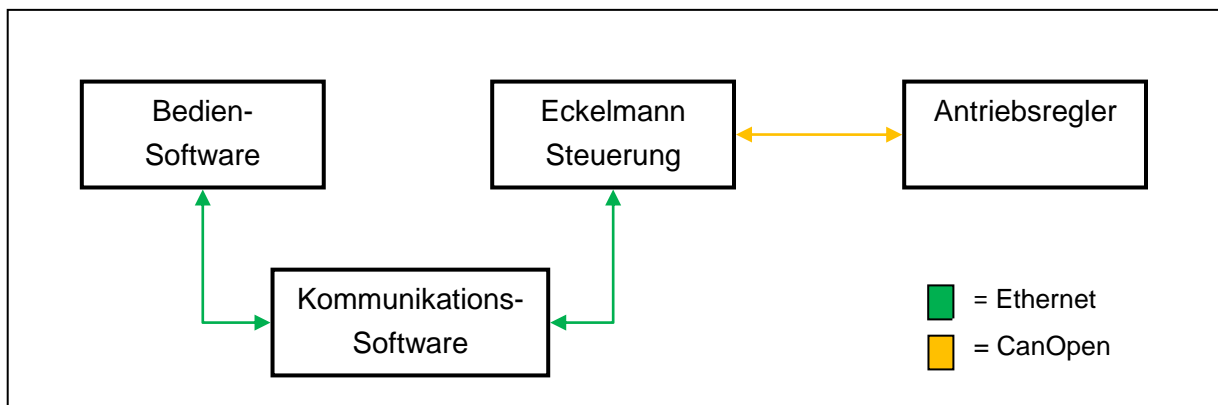 Bedien-
Software
Eckelmann
Steuerung
Antriebsregler
Kommunikations-
Software
= Ethernet
= CanOpen